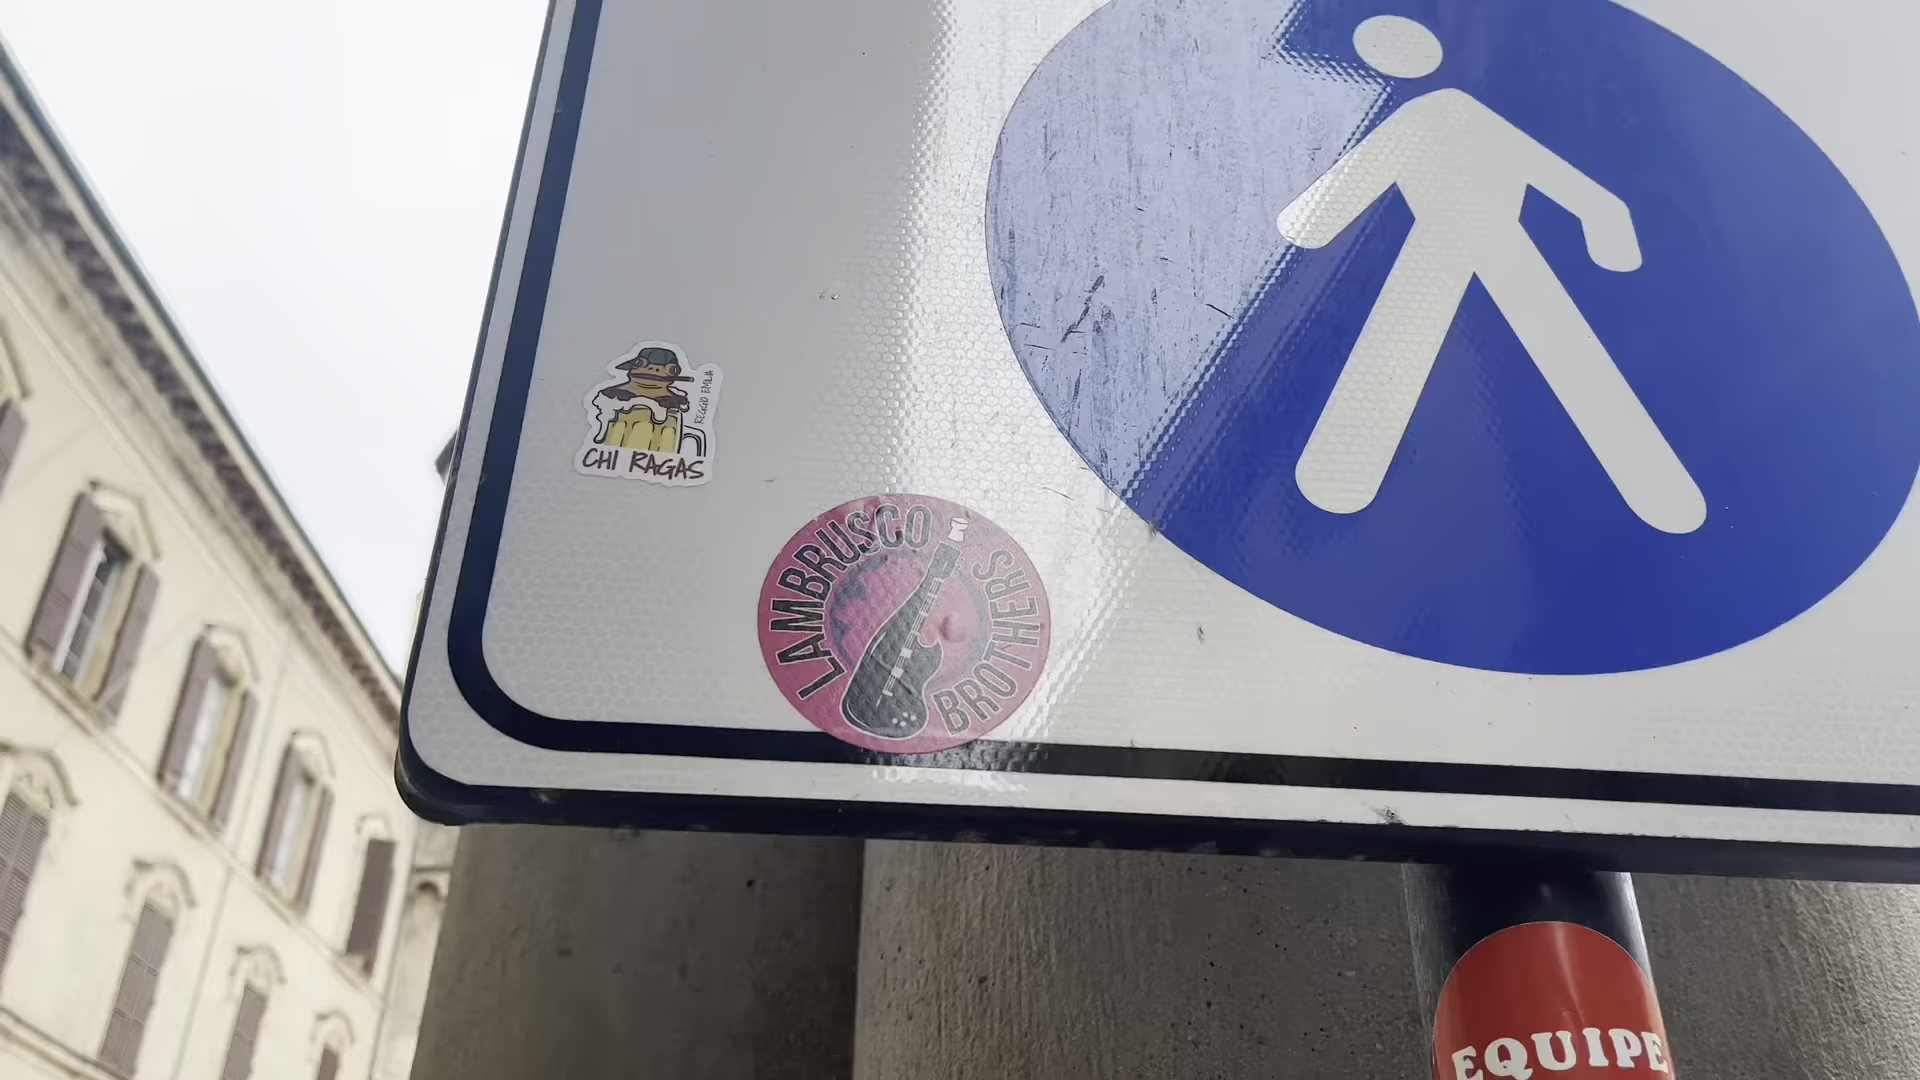 REGGIO EMILIA
CHI RAGAS
LAMBRUSCO
BROTHERS
EQUIPE